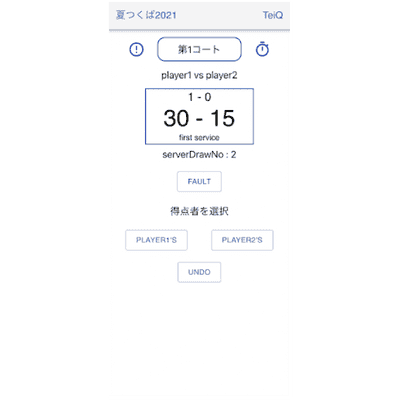 夏つくば2021 TeiQ
第1コート
player1 vs player2
1 - 0
30 - 15
first service
serverDrawNo : 2
FAULT
得点者を選択
PLAYER1'S PLAYER2'S
UNDO